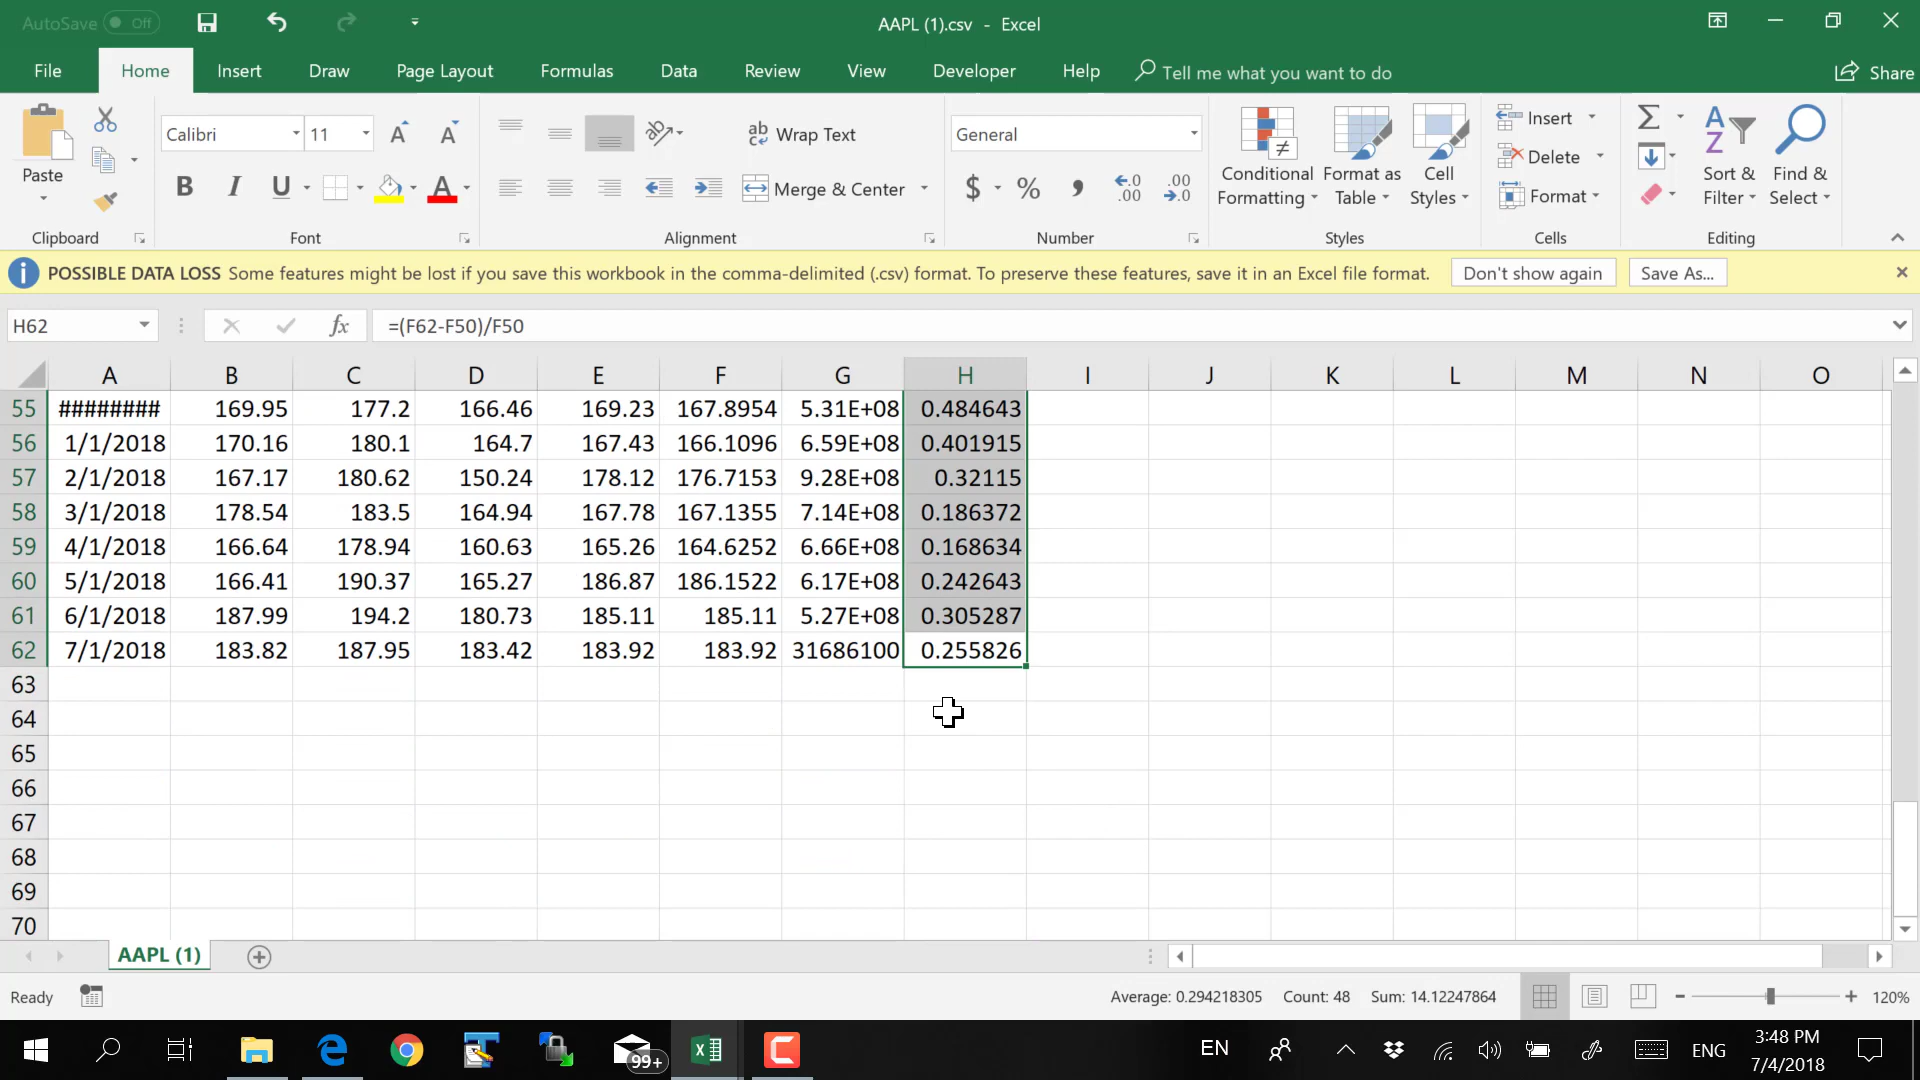 AutoSave Off AAPL (1).csv - Excel
File Home Insert Draw Page Layout Formulas Data Review View Developer Help Tell me what you want to do Share
Paste
Calibri 11 A A
Wrap Text
General
B I U A
Merge & Center
$ % , .0 .00 .00 .0
Conditional Formatting
Format as Table
Cell Styles
Insert
Delete
Format
Sort & Filter
Find & Select
Clipboard Font Alignment Number Styles Cells Editing
POSSIBLE DATA LOSS Some features might be lost if you save this workbook in the comma-delimited (.csv) format. To preserve these features, save it in an Excel file format. Don't show again Save As...
H62 fx =(F62-F50)/F50
A B C D E F G H I J K L M N O
55 ######## 169.95 177.2 166.46 169.23 167.8954 5.31E+08 0.484643
56 1/1/2018 170.16 180.1 164.7 167.43 166.1096 6.59E+08 0.401915
57 2/1/2018 167.17 180.62 150.24 178.12 176.7153 9.28E+08 0.32115
58 3/1/2018 178.54 183.5 164.94 167.78 167.1355 7.14E+08 0.186372
59 4/1/2018 166.64 178.94 160.63 165.26 164.6252 6.66E+08 0.168634
60 5/1/2018 166.41 190.37 165.27 186.87 186.1522 6.17E+08 0.242643
61 6/1/2018 187.99 194.2 180.73 185.11 185.11 5.27E+08 0.305287
62 7/1/2018 183.82 187.95 183.42 183.92 183.92 31686100 0.255826
63
64
65
66
67
68
69
70
AAPL (1)
Ready Average: 0.294218305 Count: 48 Sum: 14.12247864 120%
99+ EN ENG 3:48 PM
7/4/2018